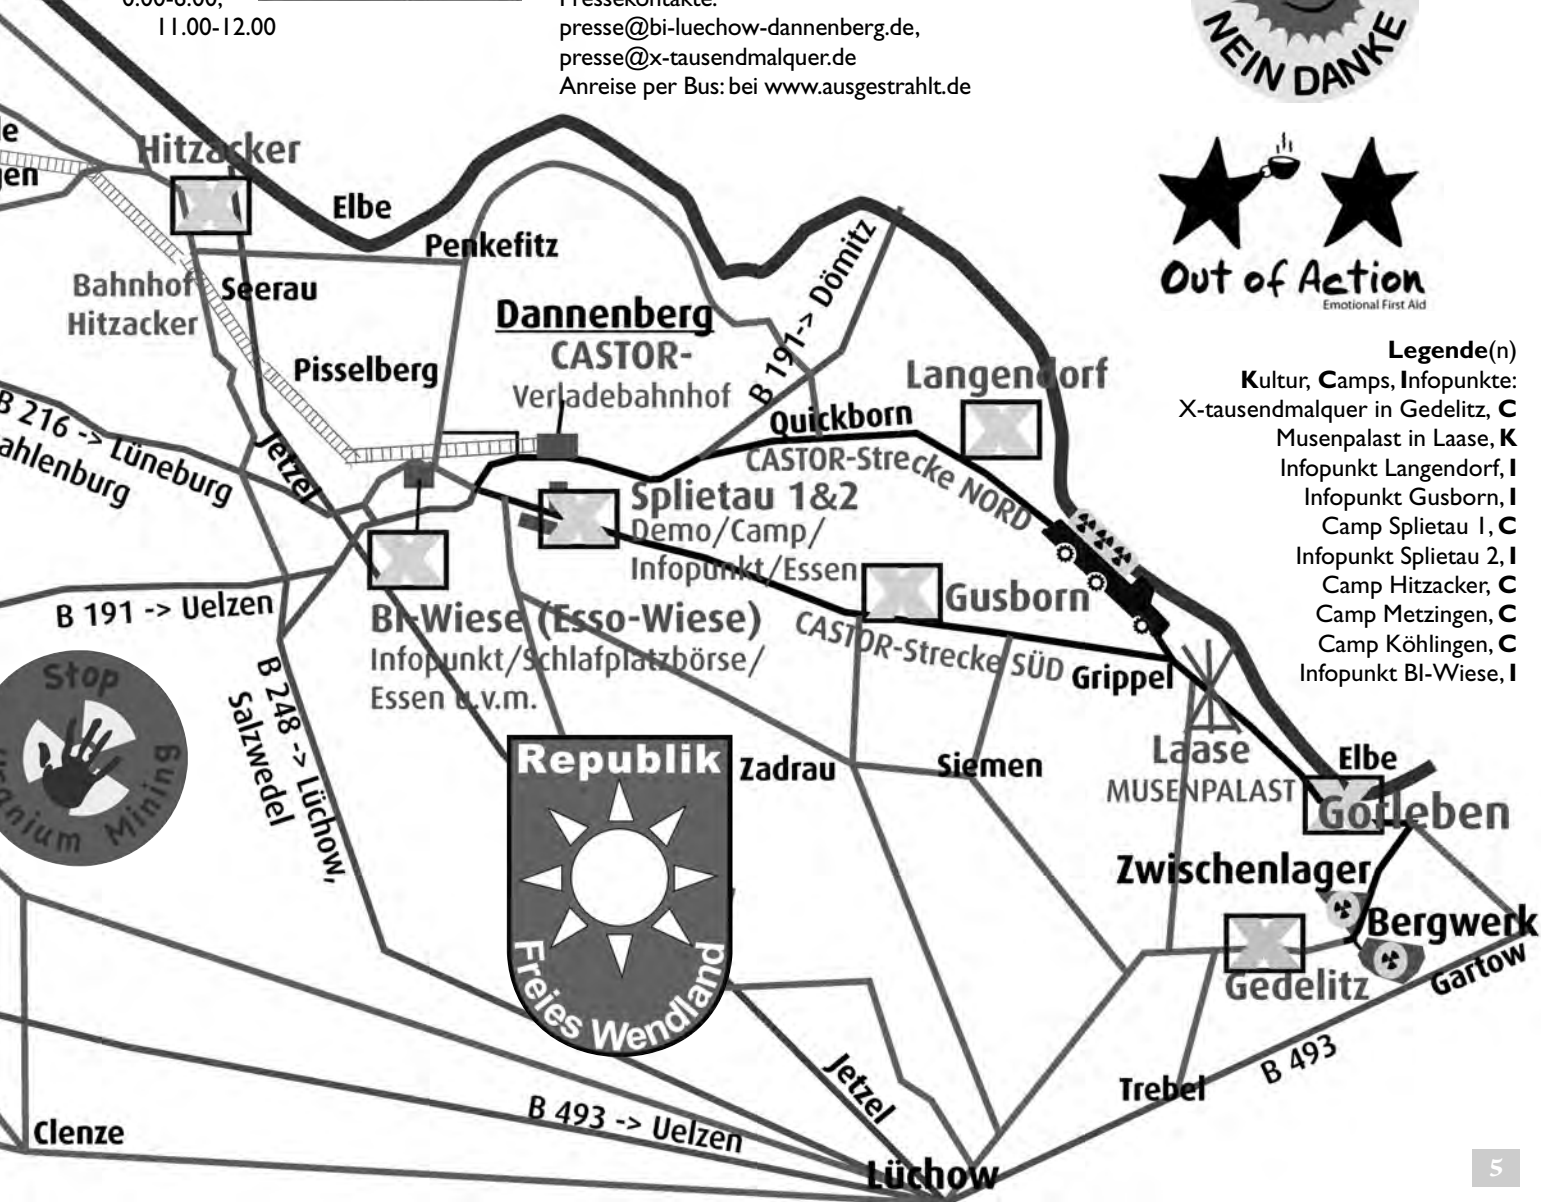 11.00-12.00
presse@bi-luechow-dannenberg.de,
presse@x-tausendmalquer.de
Anreise per Bus: bei www.ausgestrahlt.de
NEIN DANKE
Out of Action
Emotional First Aid
Hitzacker
Elbe
Penkefitz
Bahnhof
Hitzacker
Seerau
Pisselberg
Dannenberg
CASTOR-
Verladebahnhof
B 191-> Dömitz
Langendorf
Quickborn
CASTOR-Strecke NORD
B 216 -> Lüneburg
Jetzel
Splietau 1&2
Demo/Camp/
Infopunkt/Essen
Gusborn
CASTOR-Strecke SÜD
Grippel
B 191 -> Uelzen
BI-Wiese (Esso-Wiese)
Infopunkt/Schlafplatzbörse/
Essen u.v.m.
B 248 -> Lüchow,
Salzwedel
Stop
Mining
Republik
Freies Wendland
Zadrau
Siemen
Laase
MUSENPALAST
Elbe
Gorleben
Zwischenlager
Bergwerk
Gartow
Gedelitz
B 493
Trebel
Jetzel
B 493 -> Uelzen
Clenze
Lüchow
Legende(n)
Kultur, Camps, Infopunkte:
X-tausendmalquer in Gedelitz, C
Musenpalast in Laase, K
Infopunkt Langendorf, I
Infopunkt Gusborn, I
Camp Splietau 1, C
Infopunkt Splietau 2, I
Camp Hitzacker, C
Camp Metzingen, C
Camp Köhlingen, C
Infopunkt BI-Wiese, I
5